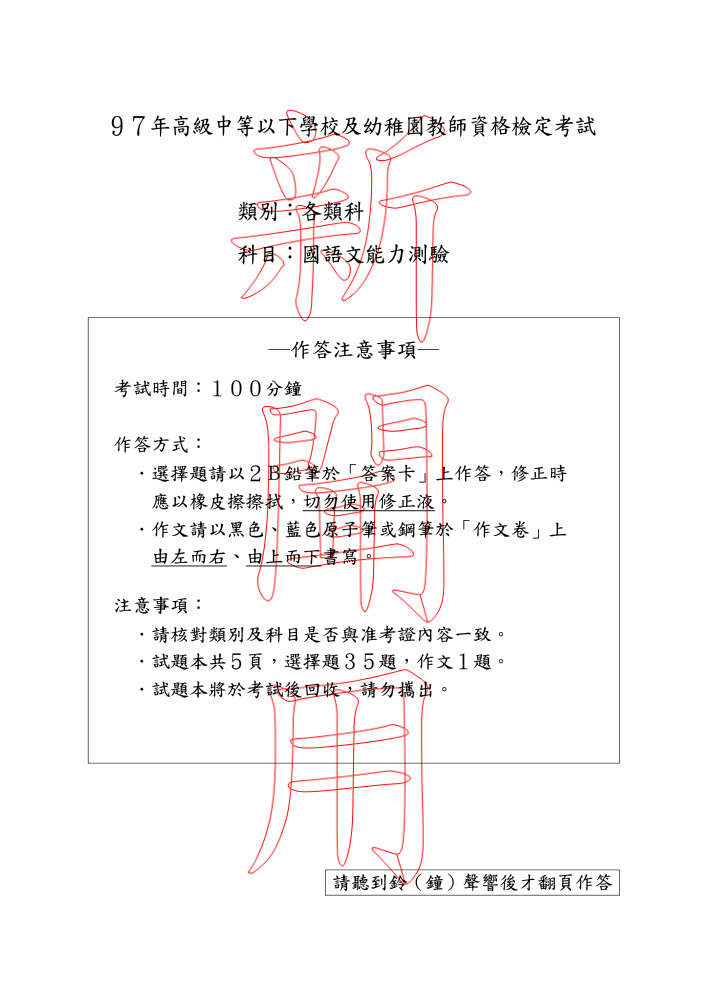 97年高級中等以下學校及幼稚園教師資格檢定考試
類別：各類科
科目：國語文能力測驗
—作答注意事項—
考試時間：100分鐘
作答方式：
．選擇題請以2B鉛筆於「答案卡」上作答，修正時
應以橡皮擦擦拭，切勿使用修正液。
．作文請以黑色、藍色原子筆或鋼筆於「作文卷」上
由左而右、由上而下書寫。
注意事項：
．請核對類別及科目是否與准考證內容一致。
．試題本共5頁，選擇題35題，作文1題。
．試題本將於考試後回收，請勿攜出。
請聽到鈴（鐘）聲響後才翻頁作答
新
聞
用